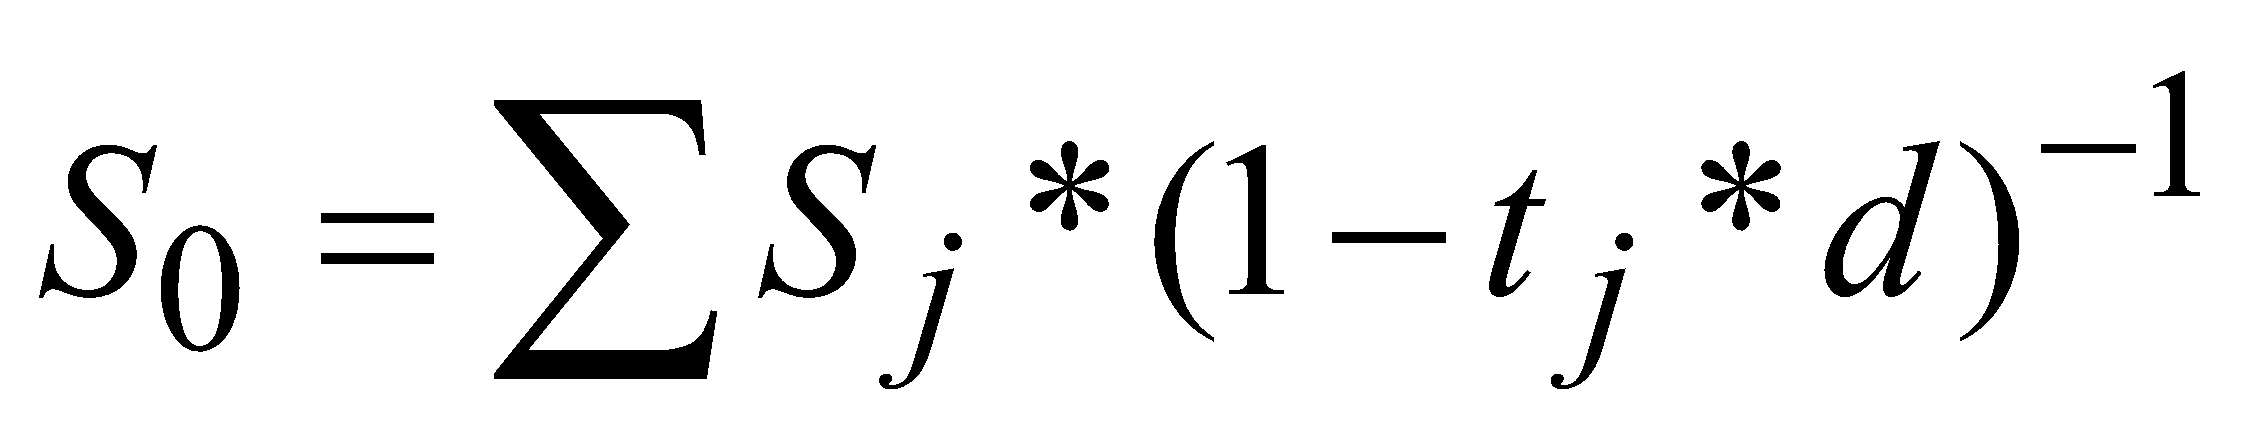 S₀ = ∑ Sⱼ * (1 − tⱼ * d)⁻¹